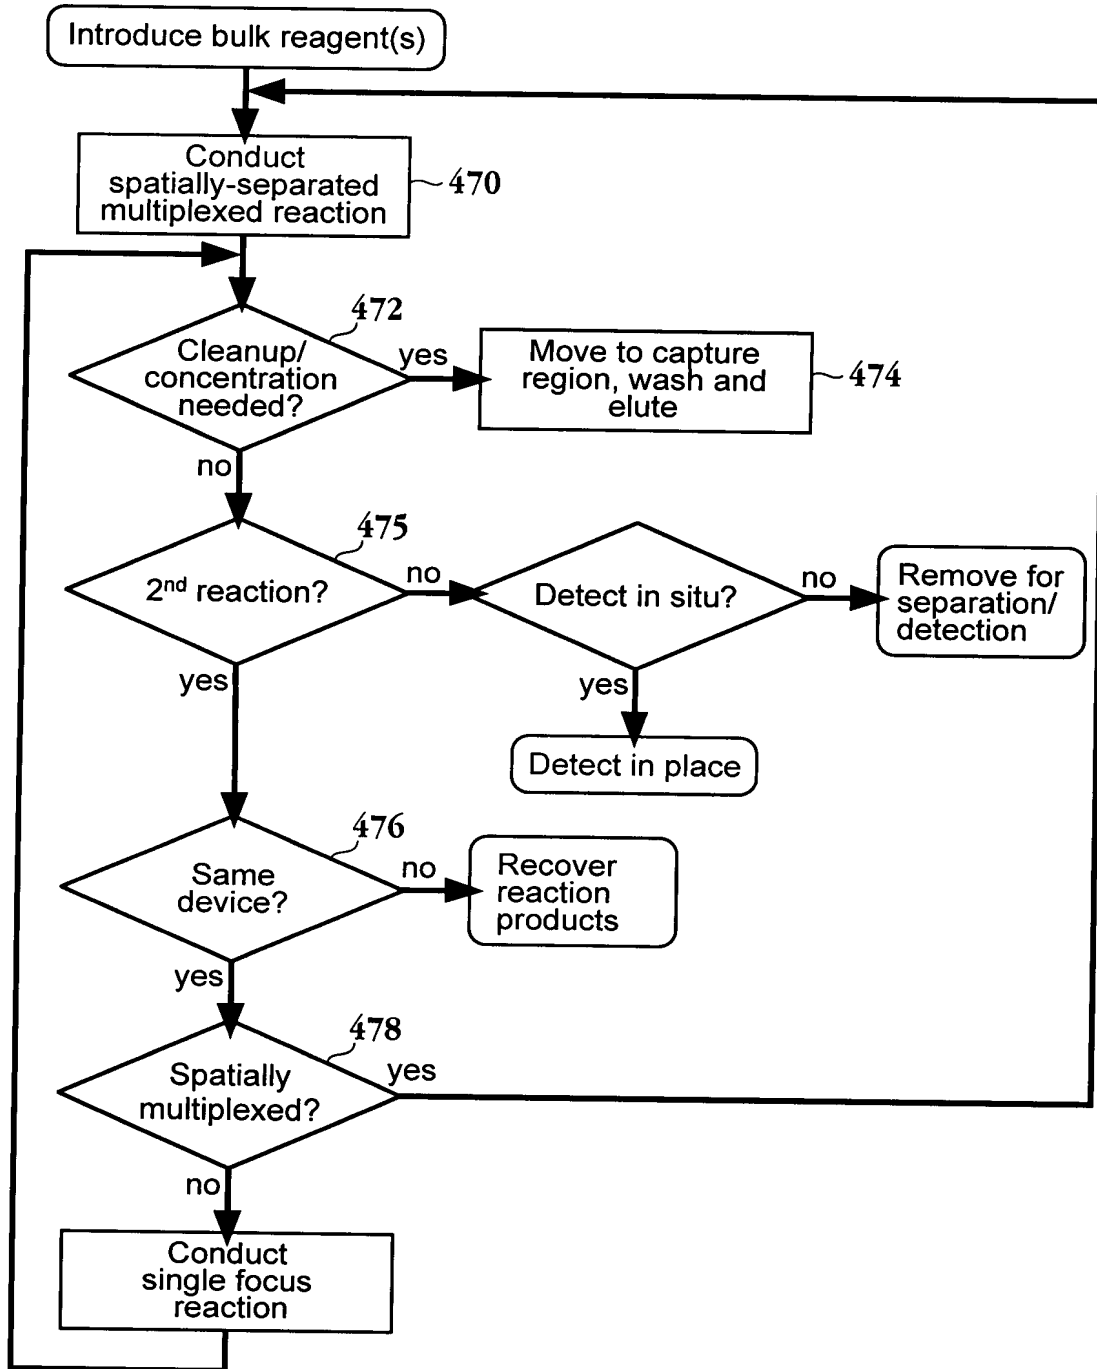 Introduce bulk reagent(s)
Conduct
spatially-separated
multiplexed reaction
470
472
Cleanup/
concentration
needed?
yes
Move to capture
region, wash and
elute
474
no
475
2nd reaction?
no
Detect in situ?
no
Remove for
separation/
detection
yes
yes
Detect in place
476
Same
device?
no
Recover
reaction
products
yes
478
Spatially
multiplexed?
yes
no
Conduct
single focus
reaction